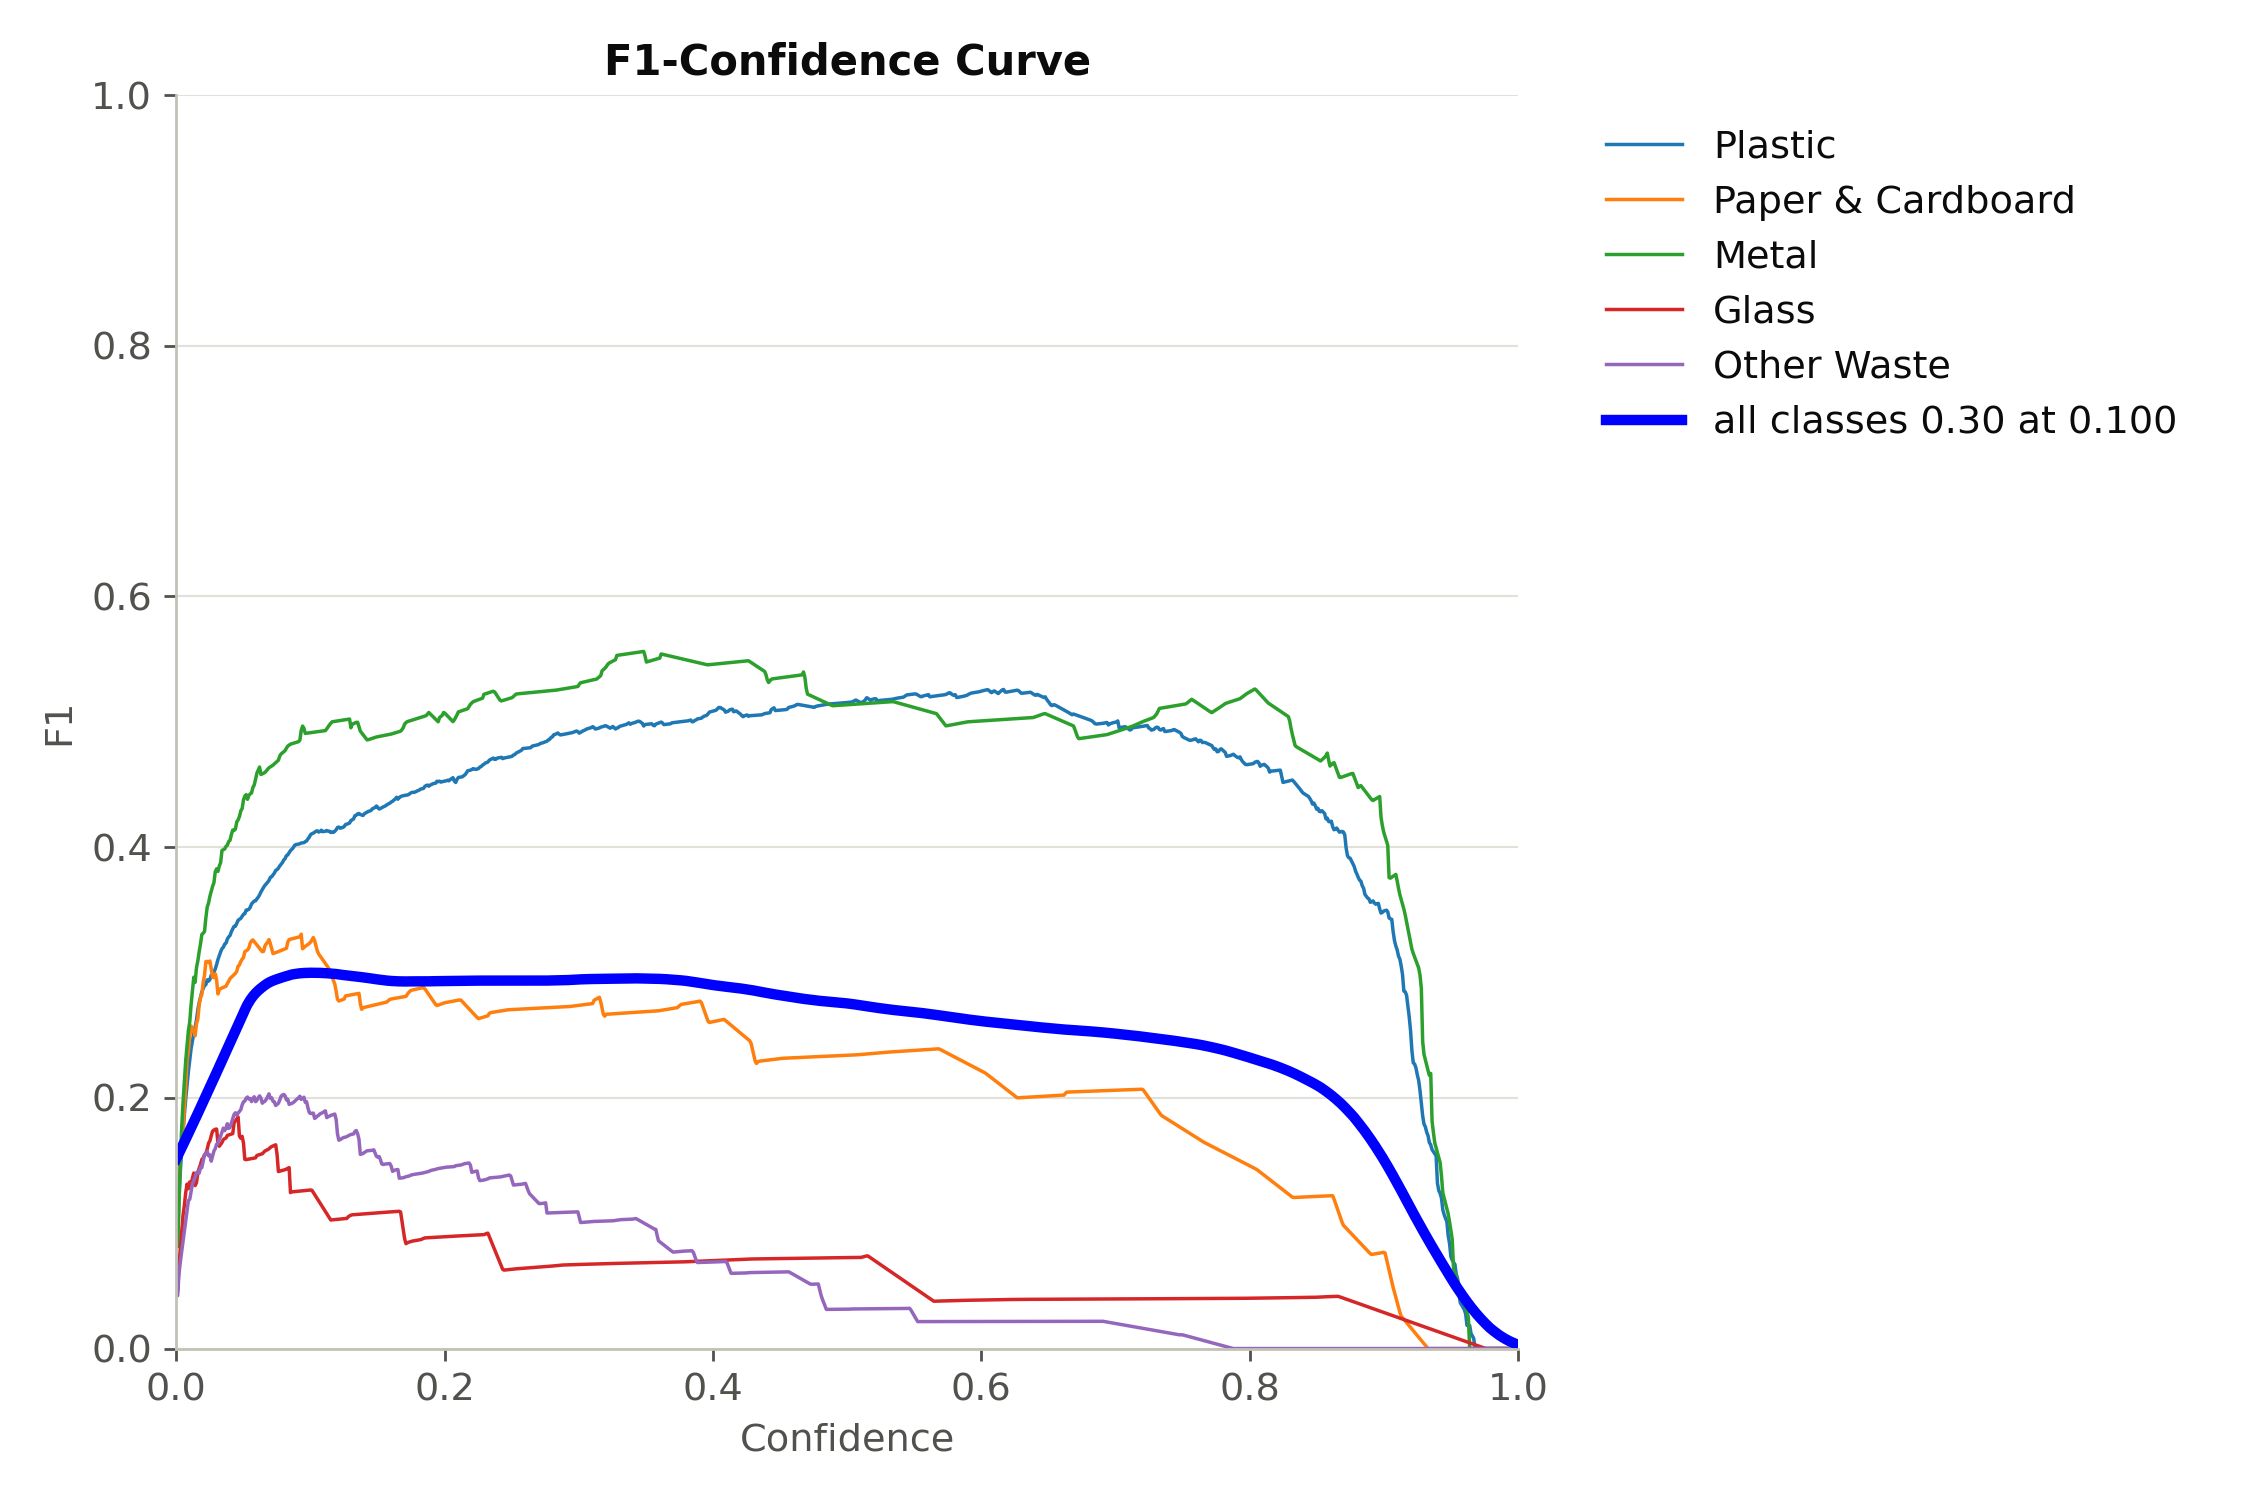 F1-Confidence Curve
1.0
0.8
0.6
0.4
0.2
0.0
F1
0.0 0.2 0.4 0.6 0.8 1.0
Confidence
Plastic
Paper & Cardboard
Metal
Glass
Other Waste
all classes 0.30 at 0.100